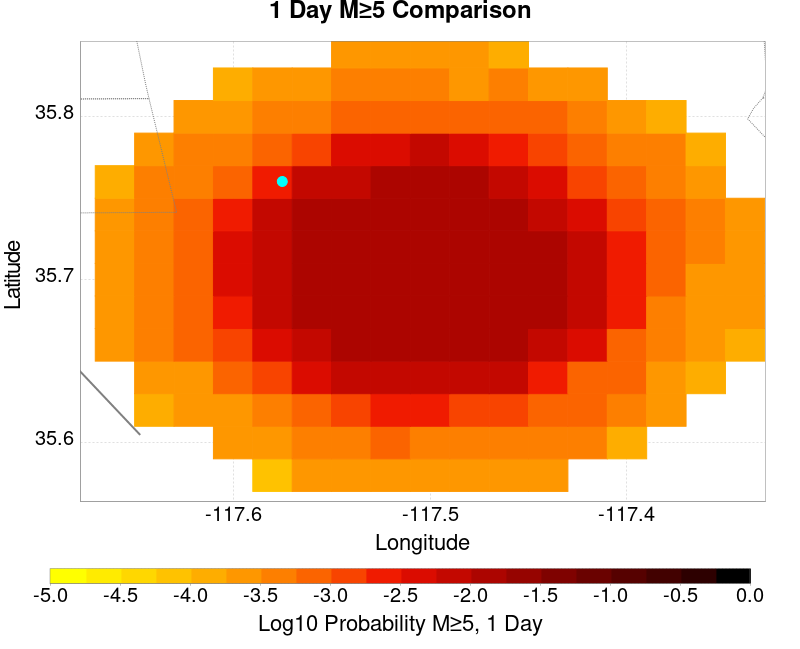 1 Day M≥5 Comparison
Latitude
35.8
35.7
35.6
-117.6 -117.5 -117.4
Longitude
-5.0 -4.5 -4.0 -3.5 -3.0 -2.5 -2.0 -1.5 -1.0 -0.5 0.0
Log10 Probability M≥5, 1 Day